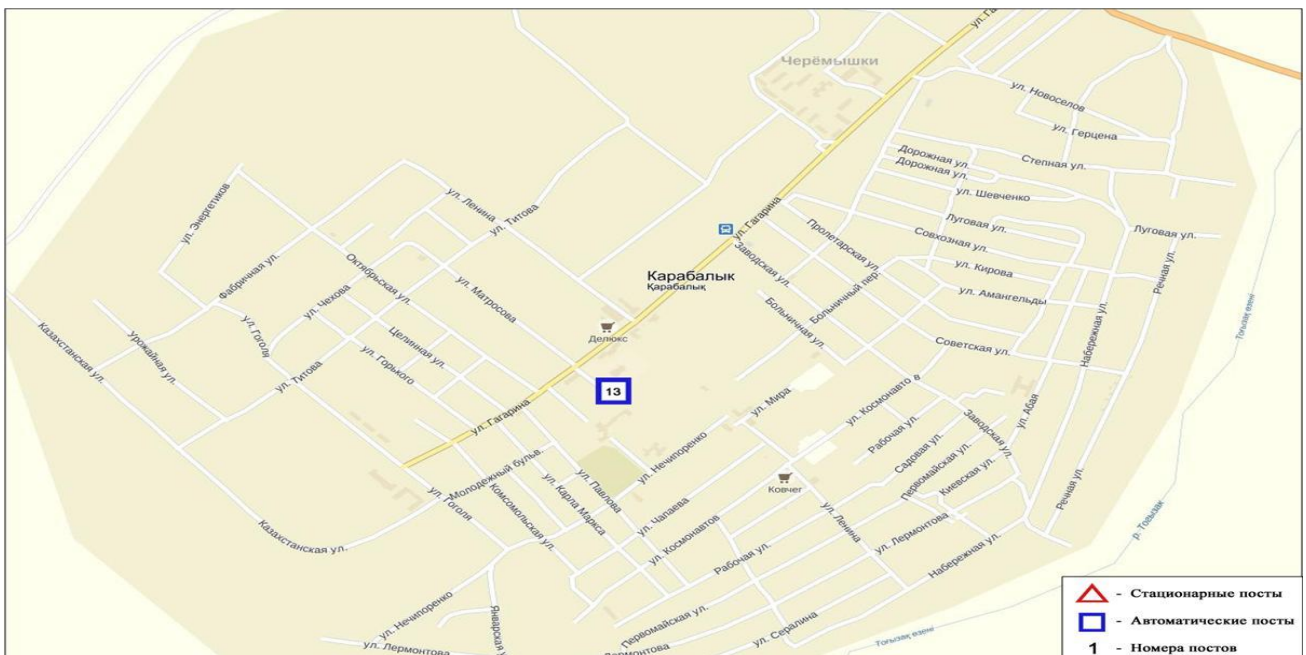 ул. Га
Черёмышки
ул. Новоселов
ул. Герцена
Дорожная ул.
Дорожная ул.
Степная ул.
ул. Шевченко
ул. Энергетиков
ул. Ленина
ул. Титова
ул. Гагарина
Пролетарская ул.
Луговая ул.
Луговая ул.
Совхозная ул.
Фабричная ул.
Октябрьская ул.
Заводская ул.
ул. Кирова
Речная ул.
Карабалык
Қарабалық
ул. Чехова
ул. Матросова
Больничный пер.
Больничная ул.
ул. Амангельды
Набережная ул.
Тоғызақ өзені
Казахстанская ул.
Урожайная ул.
ул. Гоголя
Целинная ул.
ул. Горького
Делюкс
Советская ул.
ул. Титова
13
ул. Мира
ул. Космонавто в
ул. Гагарина
ул. Абая
Заводская ул.
Рабочая ул.
Садовая ул.
Первомайская ул.
Киевская ул.
ул. Нечипоренко
Молодежный бульв.
ул. Гоголя
Комсомольская ул.
ул. Карла Маркса
ул. Павлова
Ковчег
ул. Чапаева
ул. Космонавтов
ул. Ленина
Речная ул.
р. Тогызак
Казахстанская ул.
Рабочая ул.
ул. Лермонтова
Набережная ул.
ул. Нечипоренко
Январская у
Первомайская ул.
ул. Сералина
Тоғызақ өзені
ул. Лермонтова
- Стационарные посты
- Автоматические посты
1 - Номера постов